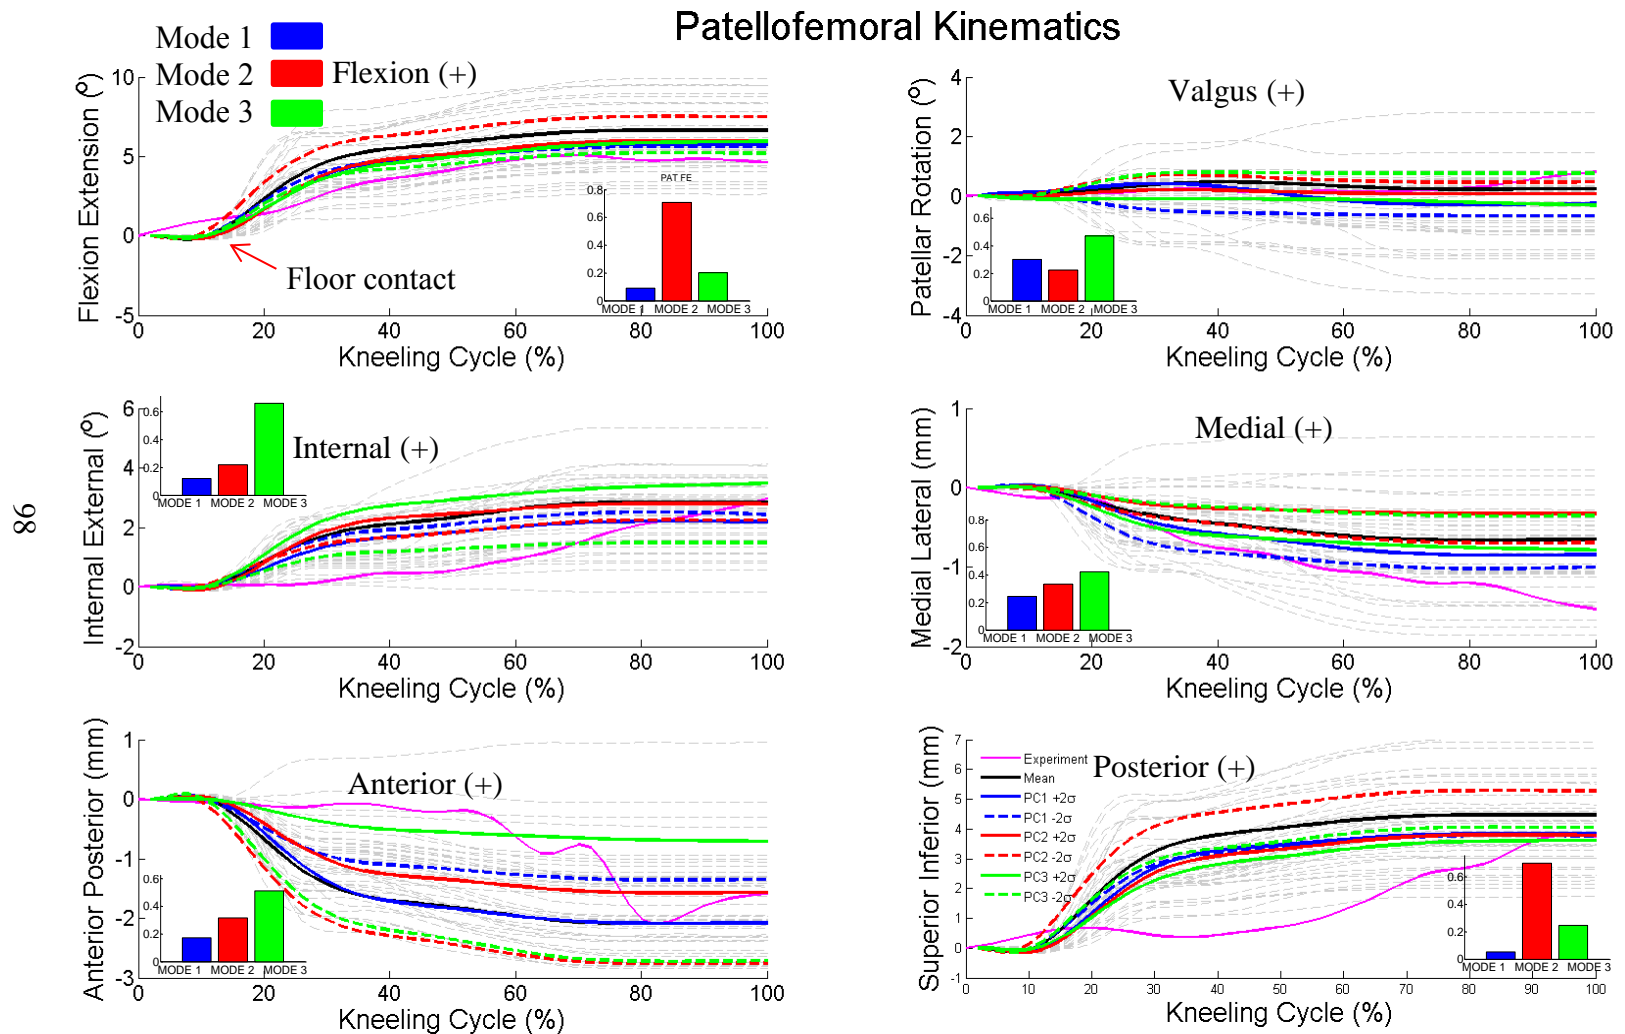 Patellofemoral Kinematics
Mode 1
Mode 2
Mode 3
Flexion (+)
Flexion Extension (º)
10
5
0
-5
Floor contact
PAT FE
0.8
0.6
0.4
0.2
0
MODE 1 MODE 2 MODE 3
0 20 40 60 80 100
Kneeling Cycle (%)
Valgus (+)
Patellar Rotation (º)
4
2
0
-2
-4
0.6
0.4
0.2
0
MODE 1 MODE 2 MODE 3
0 20 40 60 80 100
Kneeling Cycle (%)
98
Internal (+)
Internal External (º)
6
4
2
0
-2
0.6
0.4
0.2
0
MODE 1 MODE 2 MODE 3
0 20 40 60 80 100
Kneeling Cycle (%)
Medial (+)
Medial Lateral (mm)
1
0
-1
-2
0.8
0.6
0.4
0.2
0
MODE 1 MODE 2 MODE 3
0 20 40 60 80 100
Kneeling Cycle (%)
Anterior (+)
Anterior Posterior (mm)
1
0
-1
-2
-3
0.6
0.4
0.2
0
MODE 1 MODE 2 MODE 3
0 20 40 60 80 100
Kneeling Cycle (%)
Posterior (+)
Superior Inferior (mm)
7
6
5
4
3
2
1
0
-1
Experiment
Mean
PC1 +2σ
PC1 -2σ
PC2 +2σ
PC2 -2σ
PC3 +2σ
PC3 -2σ
0.6
0.4
0.2
0
MODE 1 MODE 2 MODE 3
0 10 20 30 40 50 60 70 80 90 100
Kneeling Cycle (%)